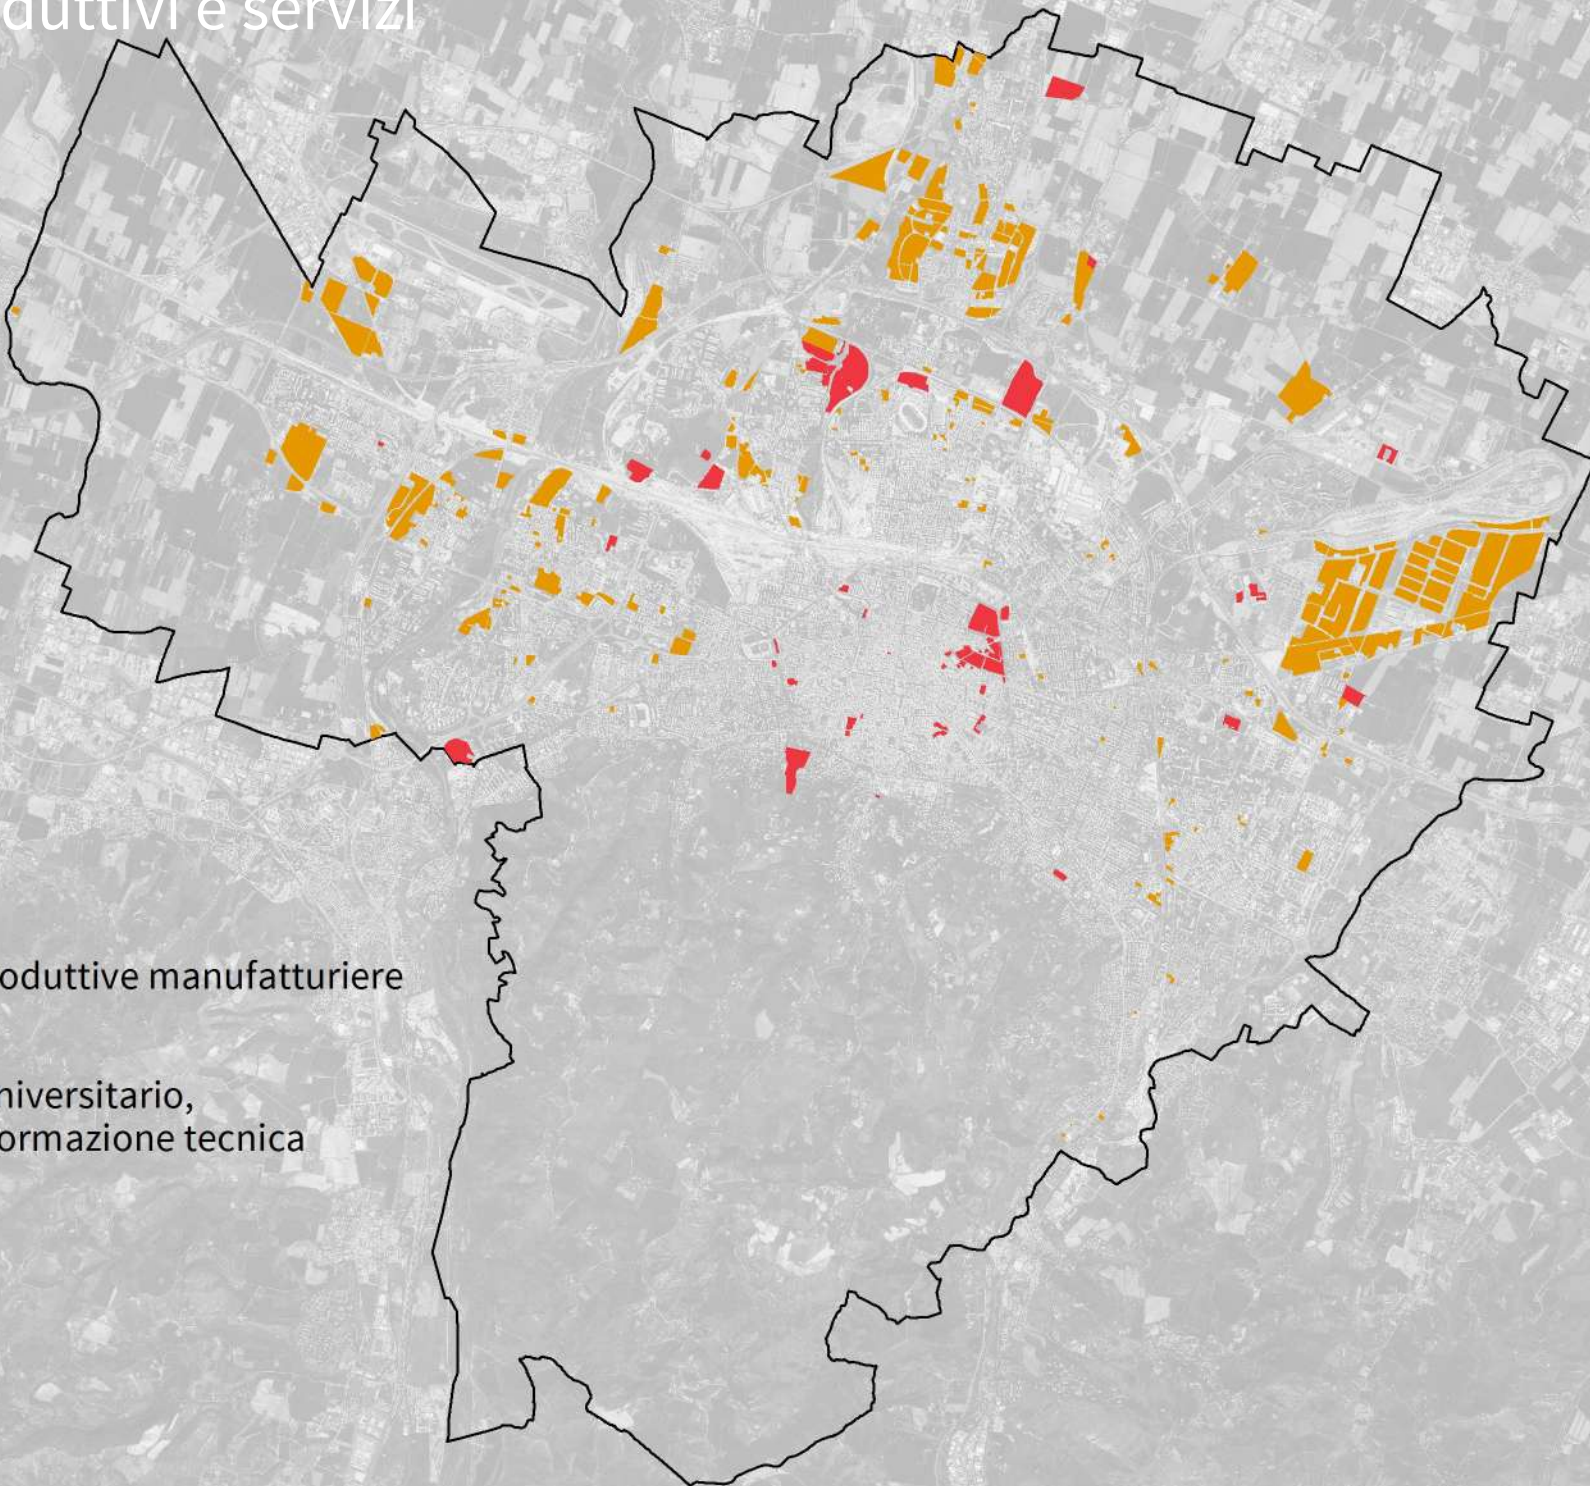 duttivi e servizi
oduttive manufatturiere
niversitario,
ormazione tecnica